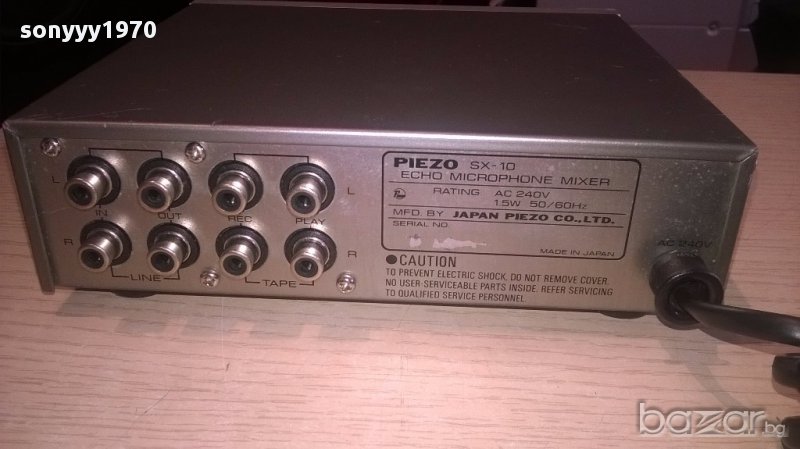 sonyyy1970
PIEZO SX-10
ECHO MICROPHONE MIXER
RATING AC 240V
1.5W 50/60Hz
MFD. BY JAPAN PIEZO CO.,LTD.
SERIAL NO.
MADE IN JAPAN
L L
IN OUT REC PLAY
R R
LINE TAPE
AC 240V
●CAUTION
TO PREVENT ELECTRIC SHOCK, DO NOT REMOVE COVER.
NO USER-SERVICEABLE PARTS INSIDE. REFER SERVICING
TO QUALIFIED SERVICE PERSONNEL.
bazar.bg